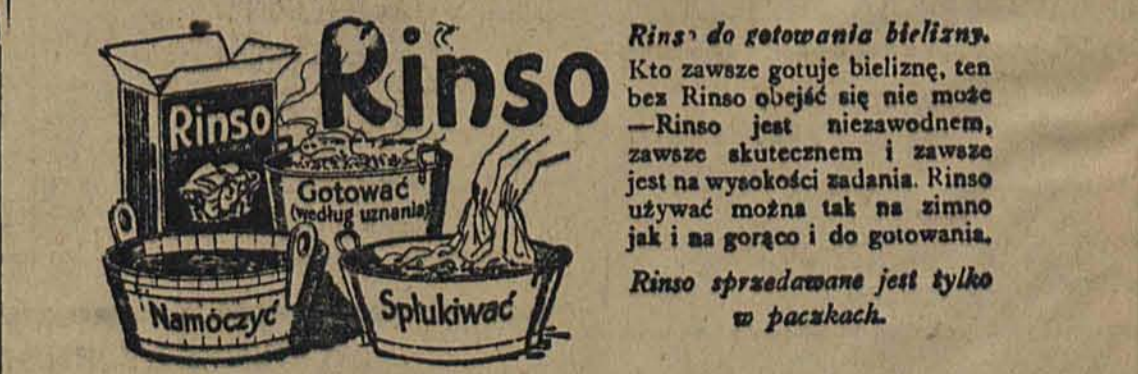 Rinso
Rinso
Gotować
(według uznania)
Namóczyć
Spłukiwać
Rinso do gotowania bielizny.
Kto zawsze gotuje bieliznę, ten
bez Rinso obejść się nie może
—Rinso jest niezawodnem,
zawsze skutecznem i zawsze
jest na wysokości zadania. Rinso
używać można tak na zimno
jak i na gorąco i do gotowania.
Rinso sprzedawane jest tylko
w paczkach.